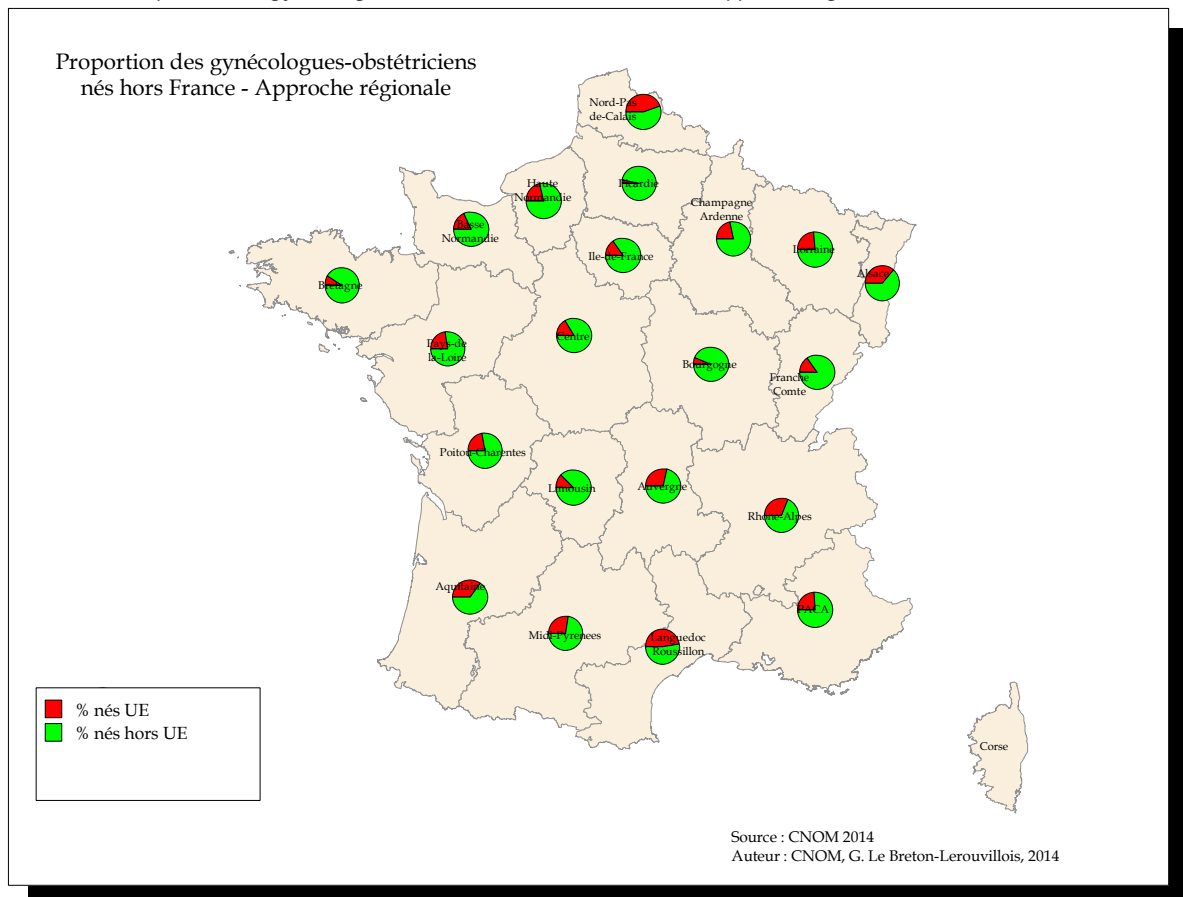 Proportion des gynécologues-obstétriciens
nés hors France - Approche régionale
Nord-Pas
de-Calais
Haute
Normandie
Picardie
Champagne
Ardenne
Basse
Normandie
Ile-de-France
Lorraine
Alsace
Bretagne
Pays-de
la-Loire
Centre
Bourgogne
Franche
Comte
Poitou-Charentes
Limousin
Auvergne
Rhone-Alpes
Aquitaine
PACA
Midi-Pyrenees
Languedoc
Roussillon
% nés UE
% nés hors UE
Corse
Source : CNOM 2014
Auteur : CNOM, G. Le Breton-Lerouvillois, 2014